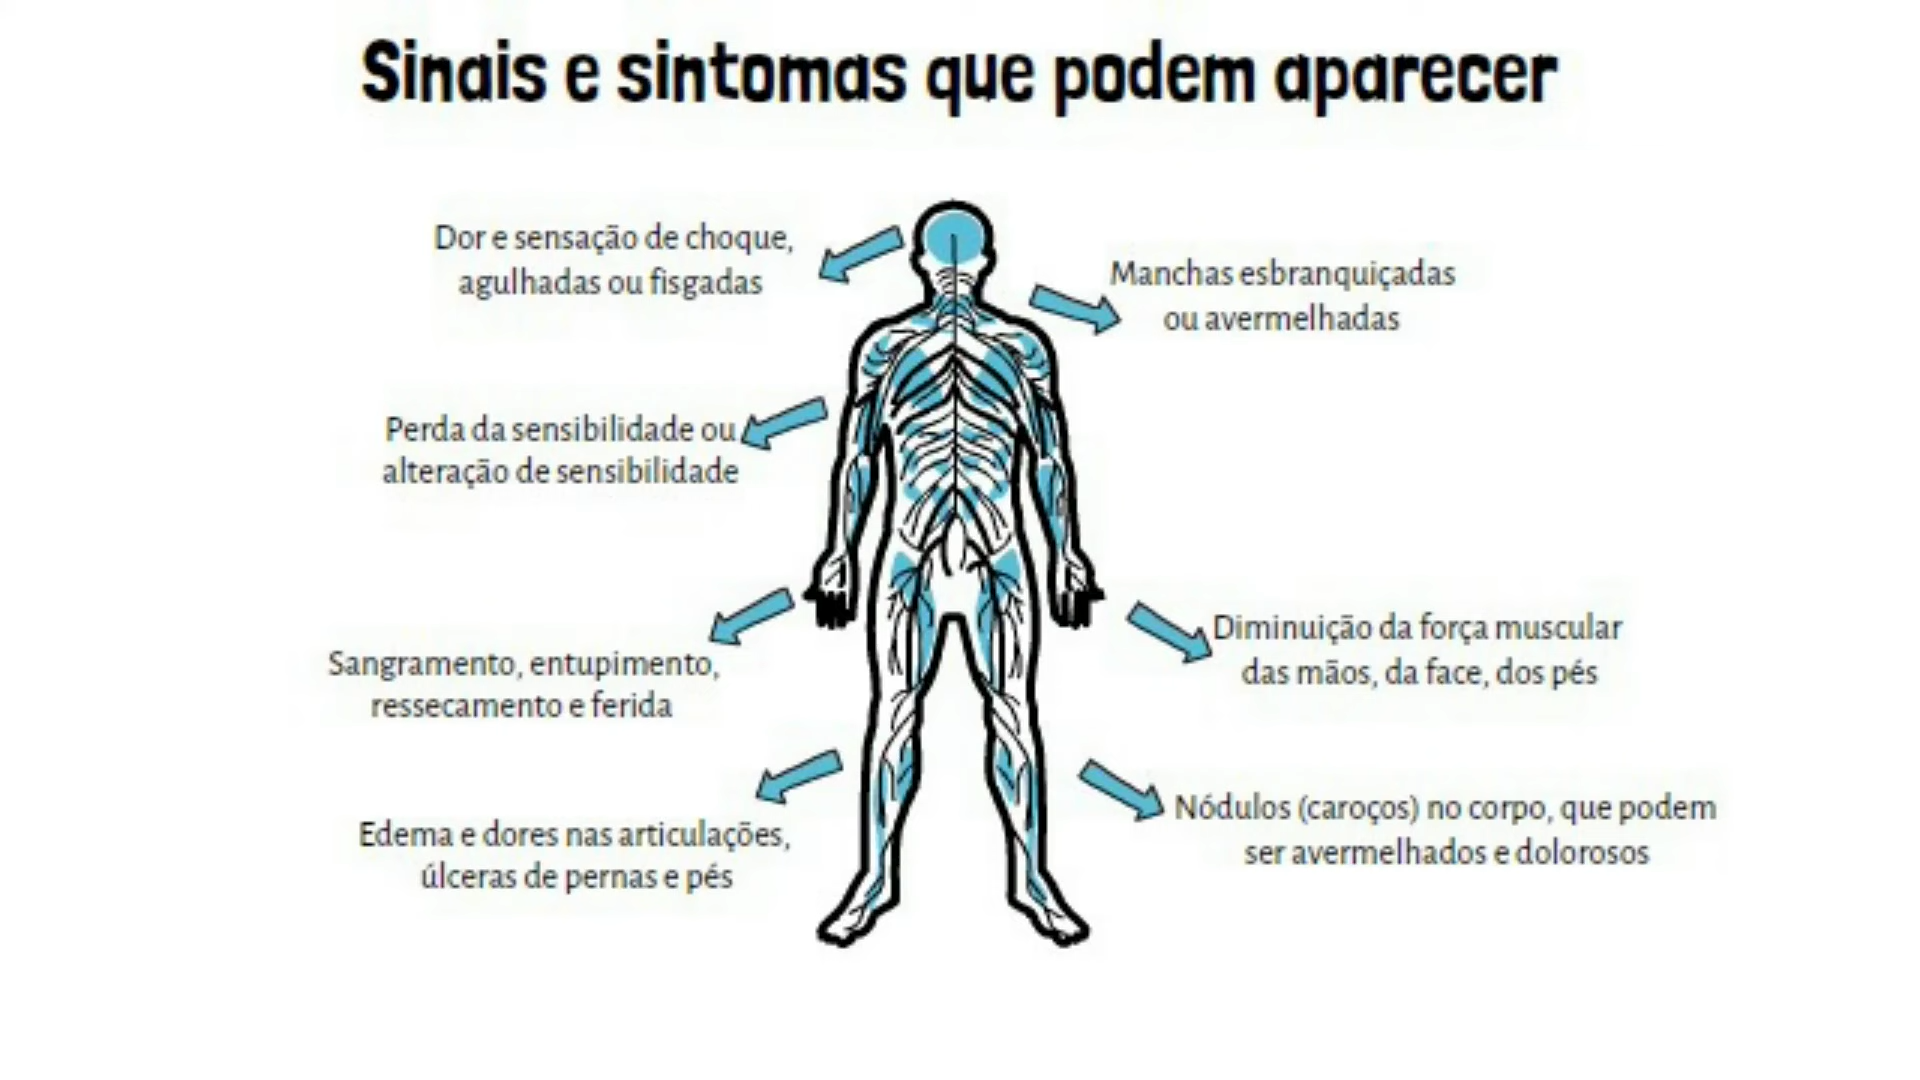 Sinais e sintomas que podem aparecer
Dor e sensação de choque,
agulhadas ou fisgadas
Manchas esbranquiçadas
ou avermelhadas
Perda da sensibilidade ou
alteração de sensibilidade
Sangramento, entupimento,
ressecamento e ferida
Diminuição da força muscular
das mãos, da face, dos pés
Edema e dores nas articulações,
úlceras de pernas e pés
Nódulos (caroços) no corpo, que podem
ser avermelhados e dolorosos